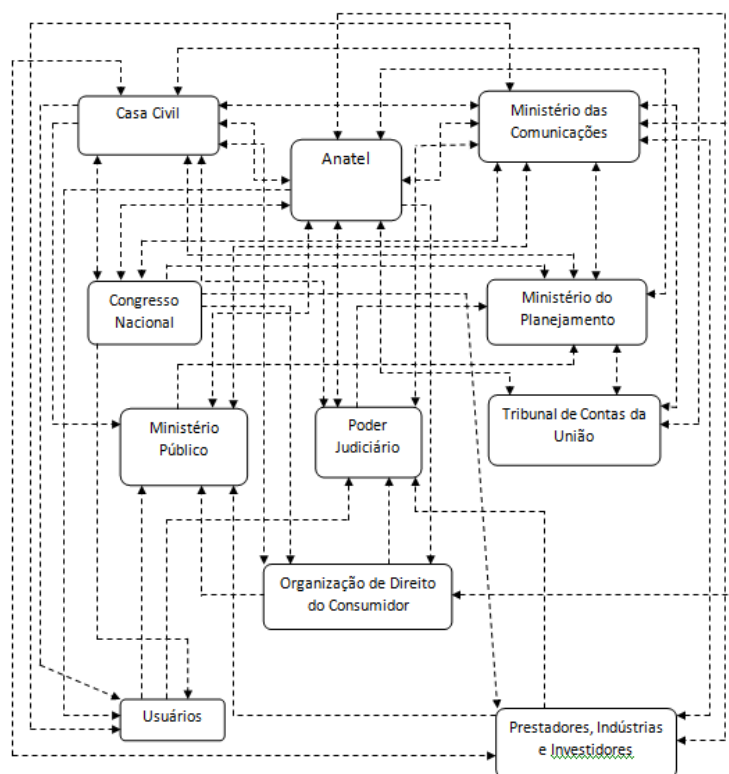 Casa Civil
Ministério das
Comunicações
Anatel
Congresso
Nacional
Ministério do
Planejamento
Ministério
Público
Poder
Judiciário
Tribunal de Contas da
União
Organização de Direito
do Consumidor
Usuários
Prestadores, Indústrias
e Investidores